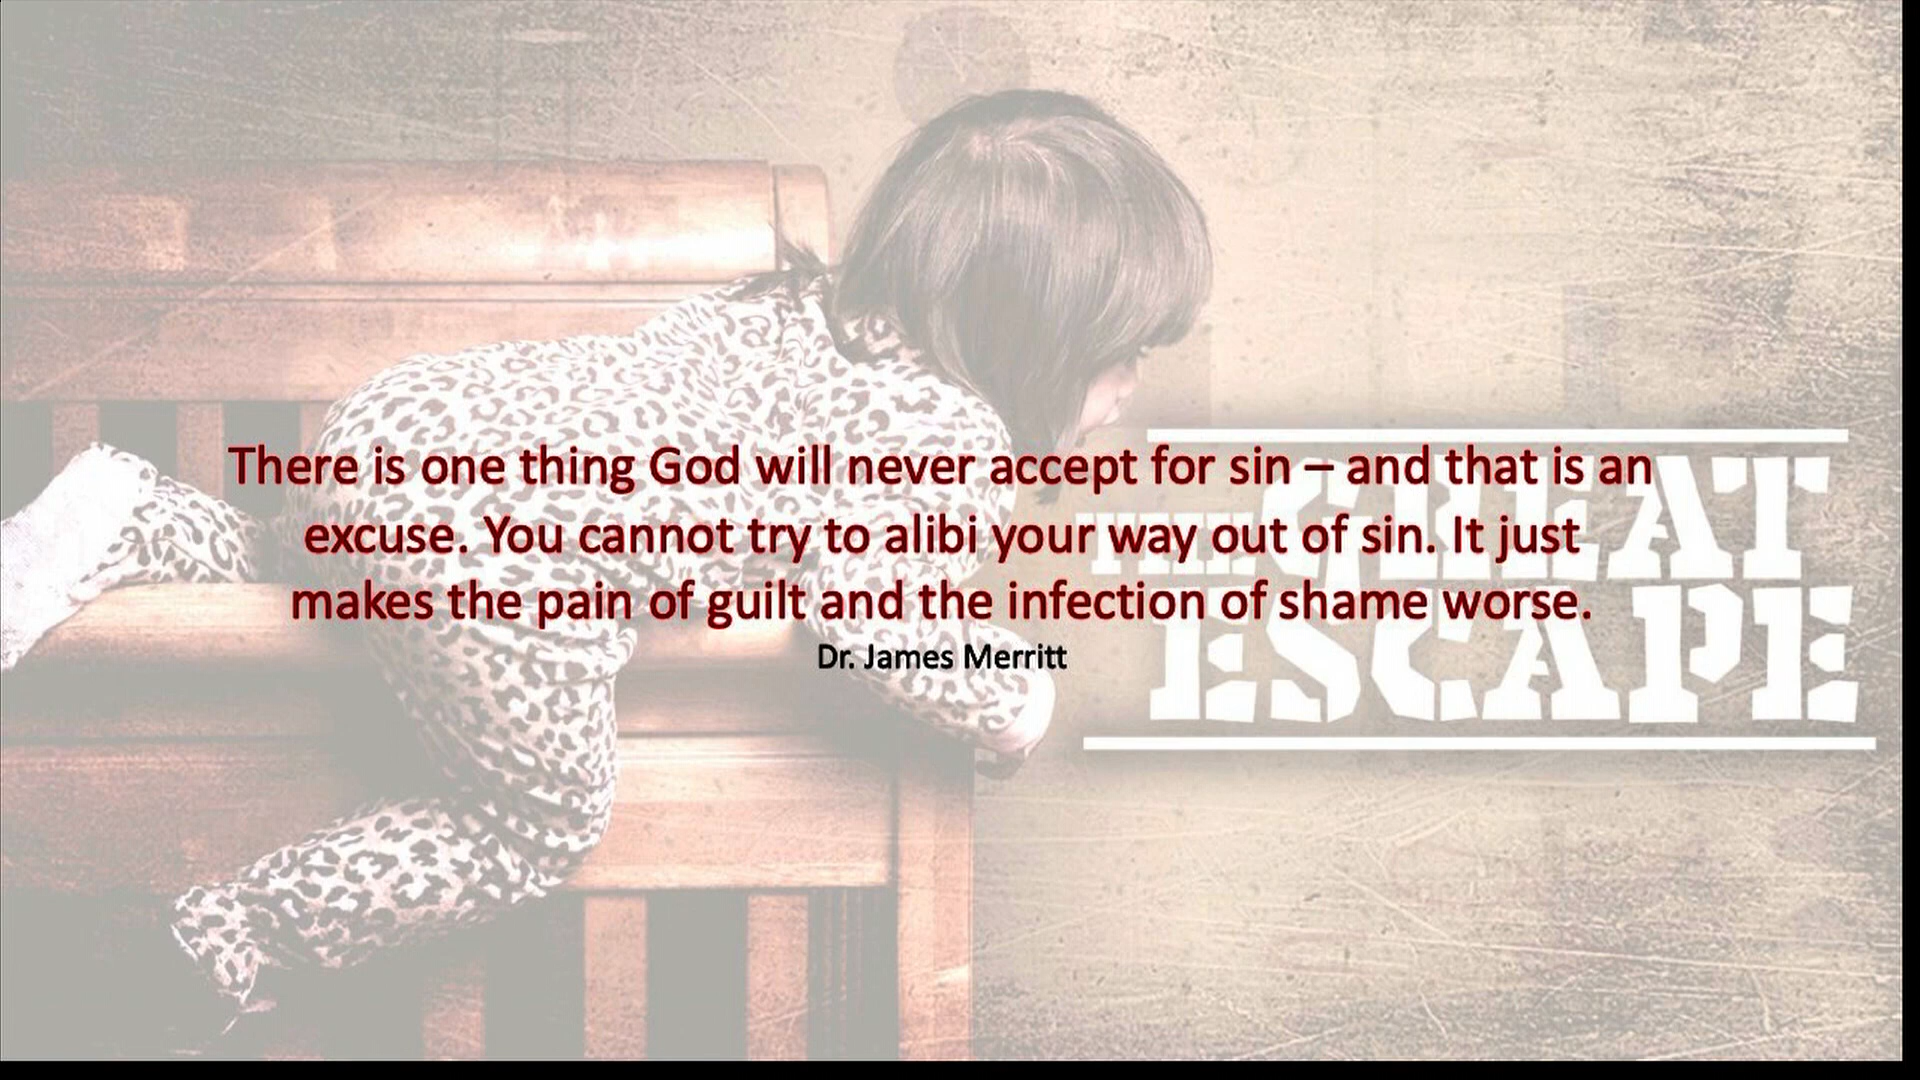 There is one thing God will never accept for sin – and that is an
excuse. You cannot try to alibi your way out of sin. It just
makes the pain of guilt and the infection of shame worse.
Dr. James Merritt
THE GREAT
ESCAPE